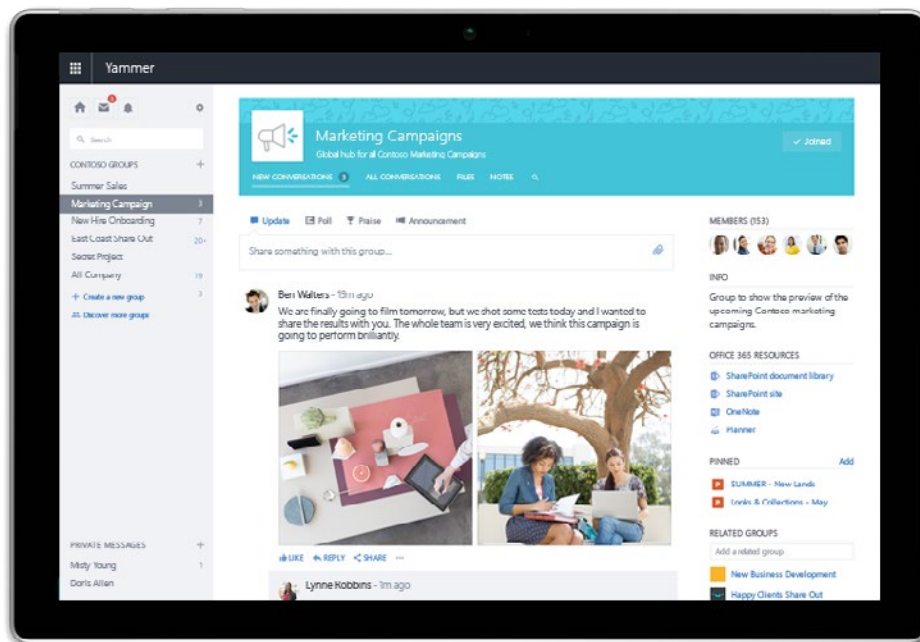 Yammer
3
Search
CONTOSO GROUPS +
Summer Sales
Marketing Campaign 3
New Hire Onboarding 7
East Coast Share Out 20+
Secret Project
All Company 19
+ Create a new group 3
Discover more groups
PRIVATE MESSAGES +
Misty Young 1
Doris Allen
Marketing Campaigns
Global hub for all Contoso Marketing Campaigns
✓ Joined
NEW CONVERSATIONS 3 ALL CONVERSATIONS FILES NOTES
Update Poll Praise Announcement
Share something with this group...
Ben Walters - 19m ago
We are finally going to film tomorrow, but we shot some tests today and I wanted to
share the results with you. The whole team is very excited, we think this campaign is
going to perform brilliantly.
LIKE REPLY SHARE ...
Lynne Robbins - 1m ago
MEMBERS (153)
INFO
Group to show the preview of the
upcoming Contoso marketing
campaigns.
OFFICE 365 RESOURCES
SharePoint document library
SharePoint site
OneNote
Planner
PINNED Add
SUMMER - New Lands
Looks & Collections - May
RELATED GROUPS
Add a related group
New Business Development
Happy Clients Share Out